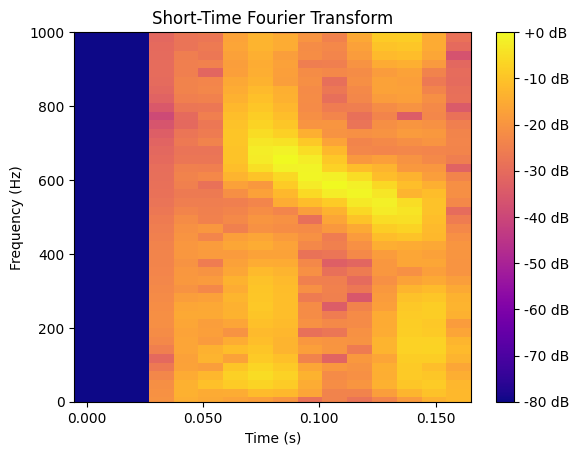 Short-Time Fourier Transform
1000
800
600
400
200
0
Frequency (Hz)
0.000
0.050
0.100
0.150
Time (s)
+0 dB
-10 dB
-20 dB
-30 dB
-40 dB
-50 dB
-60 dB
-70 dB
-80 dB